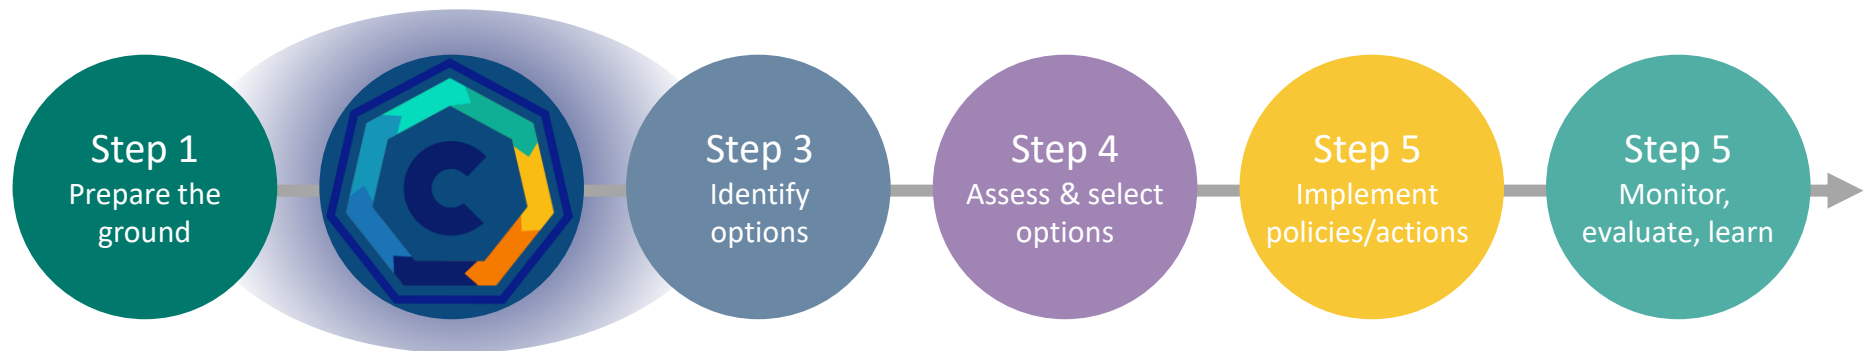 Step 1
Prepare the
ground
Step 3
Identify
options
Step 4
Assess & select
options
Step 5
Implement
policies/actions
Step 5
Monitor,
evaluate, learn